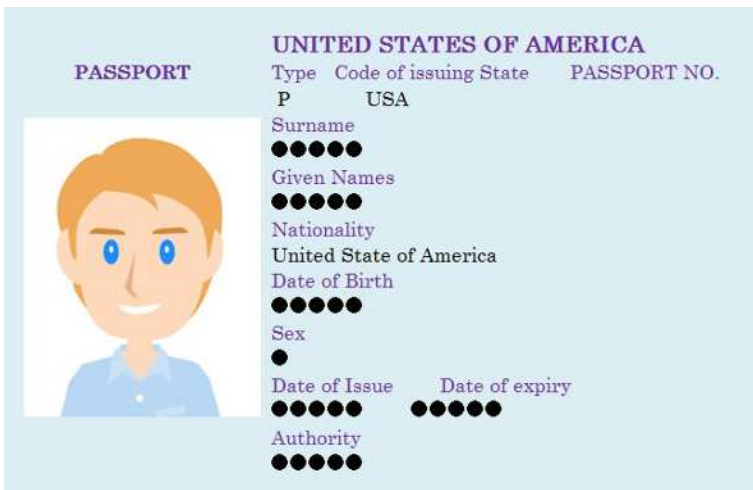 UNITED STATES OF AMERICA
PASSPORT
Type Code of issuing State PASSPORT NO.
P USA
Surname
●●●●●
Given Names
●●●●●
Nationality
United State of America
Date of Birth
●●●●●
Sex
●
Date of Issue Date of expiry
●●●●● ●●●●●
Authority
●●●●●